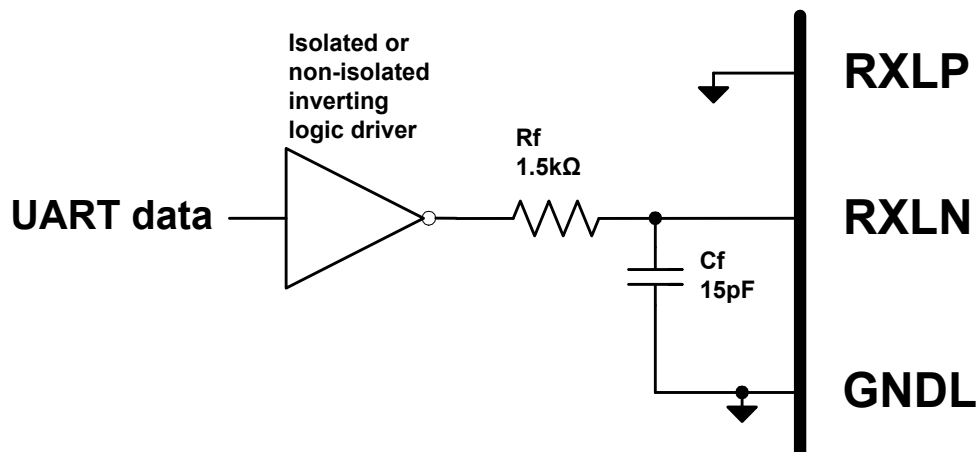 Isolated or
non-isolated
inverting
logic driver
RXLP
Rf
1.5kΩ
UART data
RXLN
Cf
15pF
GNDL